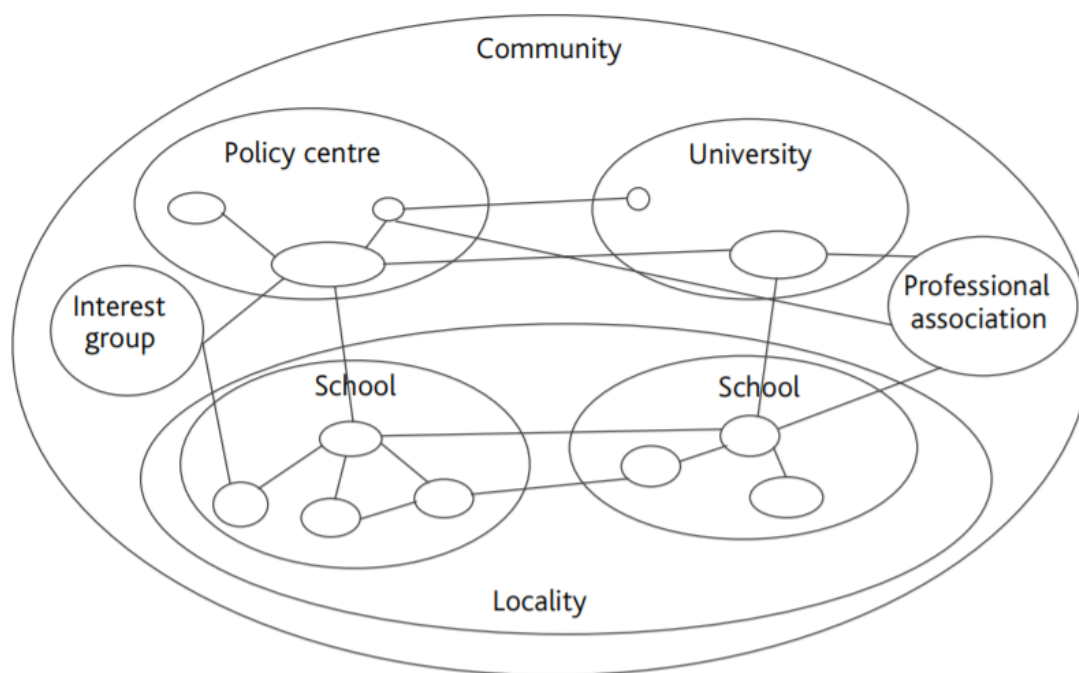 Community
Policy centre
University
Interest
group
Professional
association
School
School
Locality